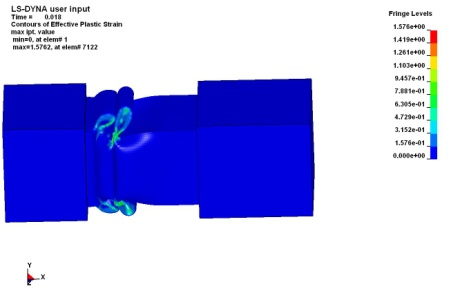 LS-DYNA user input
Time = 0.018
Contours of Effective Plastic Strain
max ipt. value
min=0, at elem# 1
max=1.5762, at elem# 7122
Fringe Levels
1.576e+00
1.419e+00
1.261e+00
1.103e+00
9.457e-01
7.881e-01
6.305e-01
4.729e-01
3.152e-01
1.576e-01
0.000e+00
Y
X
Z